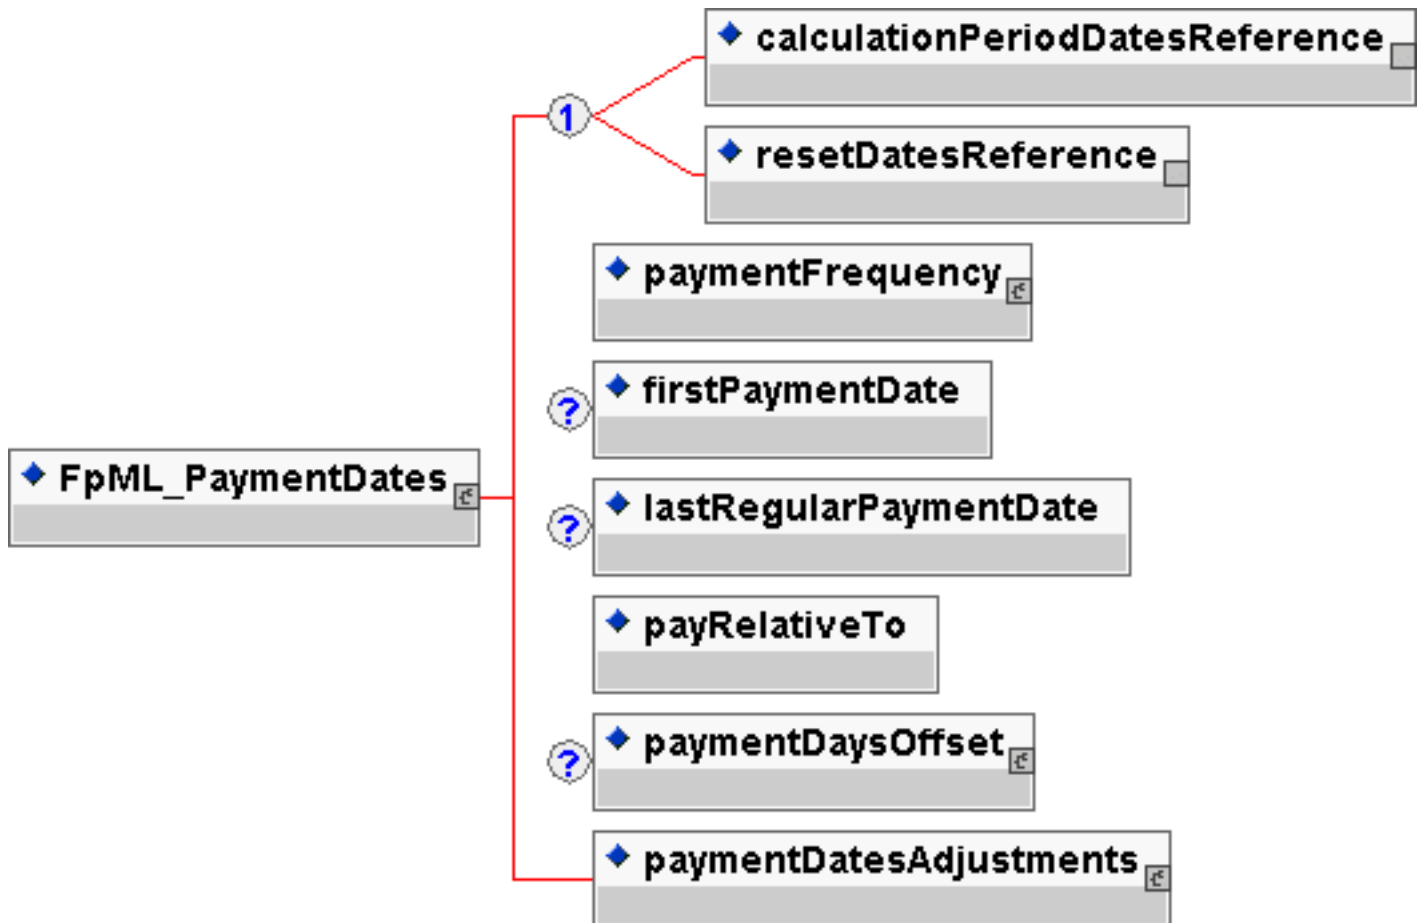 calculationPeriodDatesReference
1
resetDatesReference
paymentFrequency
? firstPaymentDate
FpML_PaymentDates
? lastRegularPaymentDate
payRelativeTo
? paymentDaysOffset
paymentDatesAdjustments